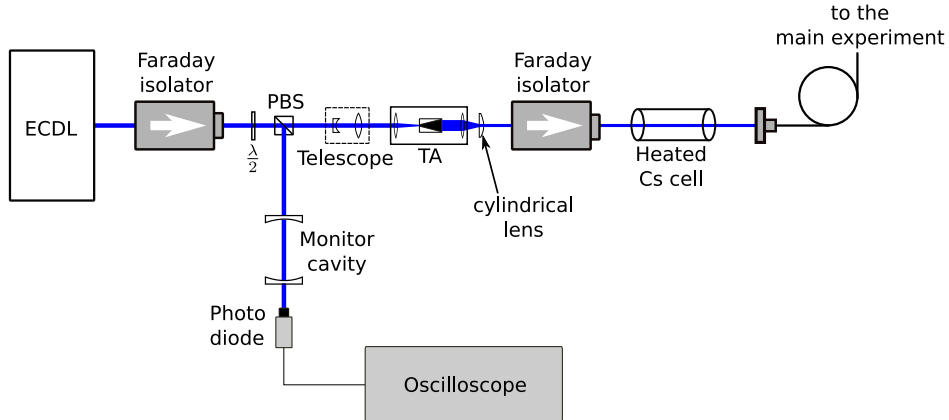 to the
main experiment
Faraday
isolator
Faraday
isolator
PBS
ECDL
λ
2
Telescope
TA
Heated
Cs cell
cylindrical
lens
Monitor
cavity
Photo
diode
Oscilloscope